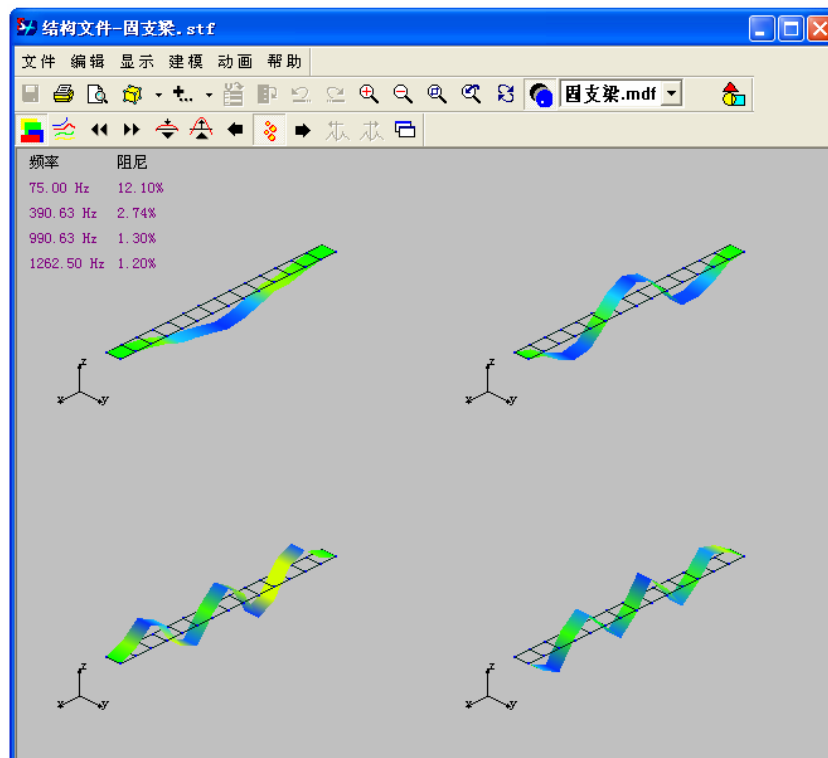 结构文件-固支梁.stf
文件 编辑 显示 建模 动画 帮助
固支梁.mdf
频率 阻尼
75.00 Hz 12.10%
390.63 Hz 2.74%
990.63 Hz 1.30%
1262.50 Hz 1.20%
z
x y
z
x y
z
x y
z
x y